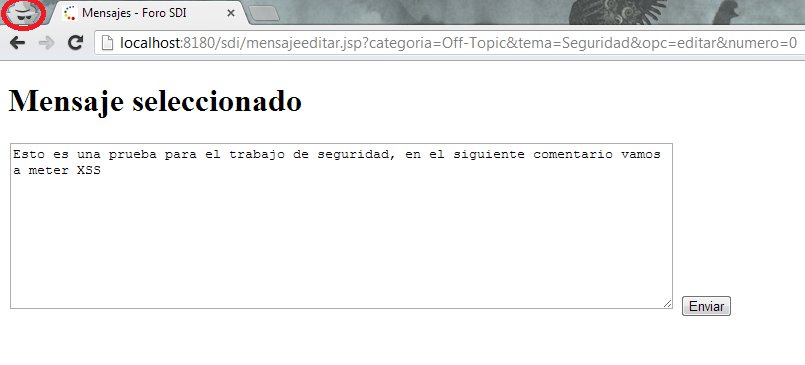 Mensajes - Foro SDI
localhost:8180/sdi/mensajeeditar.jsp?categoria=Off-Topic&tema=Seguridad&opc=editar&numero=0
Mensaje seleccionado
Esto es una prueba para el trabajo de seguridad, en el siguiente comentario vamos
a meter XSS
Enviar